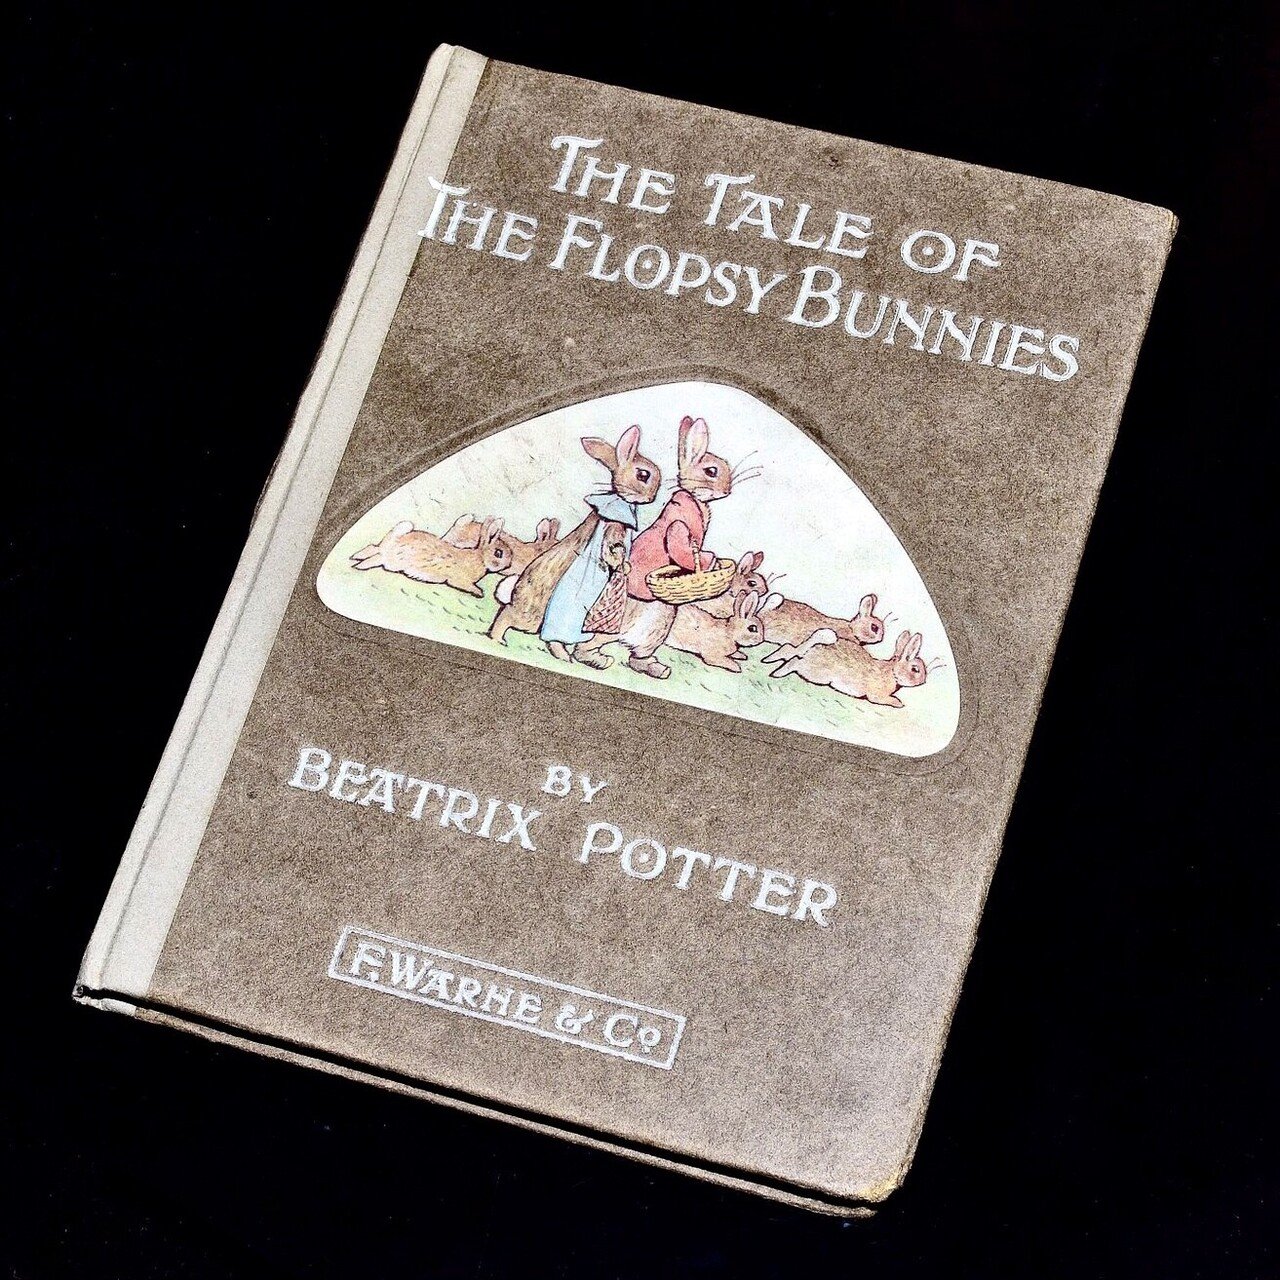 THE TALE OF
THE FLOPSY BUNNIES
BY
BEATRIX POTTER
F. WARNE & Co